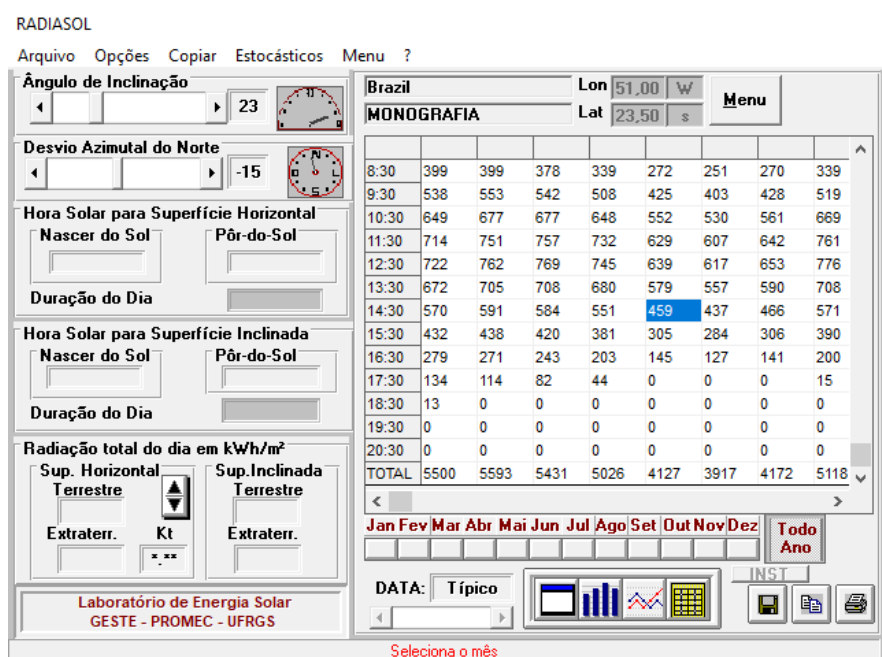 RADIASOL
Arquivo Opções Copiar Estocásticos Menu ?
Ângulo de Inclinação
23
Desvio Azimutal do Norte
-15
N
L
S
O
Hora Solar para Superfície Horizontal
Nascer do Sol Pôr-do-Sol
Duração do Dia
Hora Solar para Superfície Inclinada
Nascer do Sol Pôr-do-Sol
Duração do Dia
Radiação total do dia em kWh/m²
Sup. Horizontal Sup.Inclinada
Terrestre Terrestre
Extraterr. Kt Extraterr.
*.**
Laboratório de Energia Solar
GESTE - PROMEC - UFRGS
Brazil Lon 51,00 W
MONOGRAFIA Lat 23,50 s
Menu
8:30 399 399 378 339 272 251 270 339
9:30 538 553 542 508 425 403 428 519
10:30 649 677 677 648 552 530 561 669
11:30 714 751 757 732 629 607 642 761
12:30 722 762 769 745 639 617 653 776
13:30 672 705 708 680 579 557 590 708
14:30 570 591 584 551 459 437 466 571
15:30 432 438 420 381 305 284 306 390
16:30 279 271 243 203 145 127 141 200
17:30 134 114 82 44 0 0 0 15
18:30 13 0 0 0 0 0 0 0
19:30 0 0 0 0 0 0 0 0
20:30 0 0 0 0 0 0 0 0
TOTAL 5500 5593 5431 5026 4127 3917 4172 5118
Jan Fev Mar Abr Mai Jun Jul Ago Set Out Nov Dez
Todo
Ano
INST
DATA: Típico
Seleciona o mês